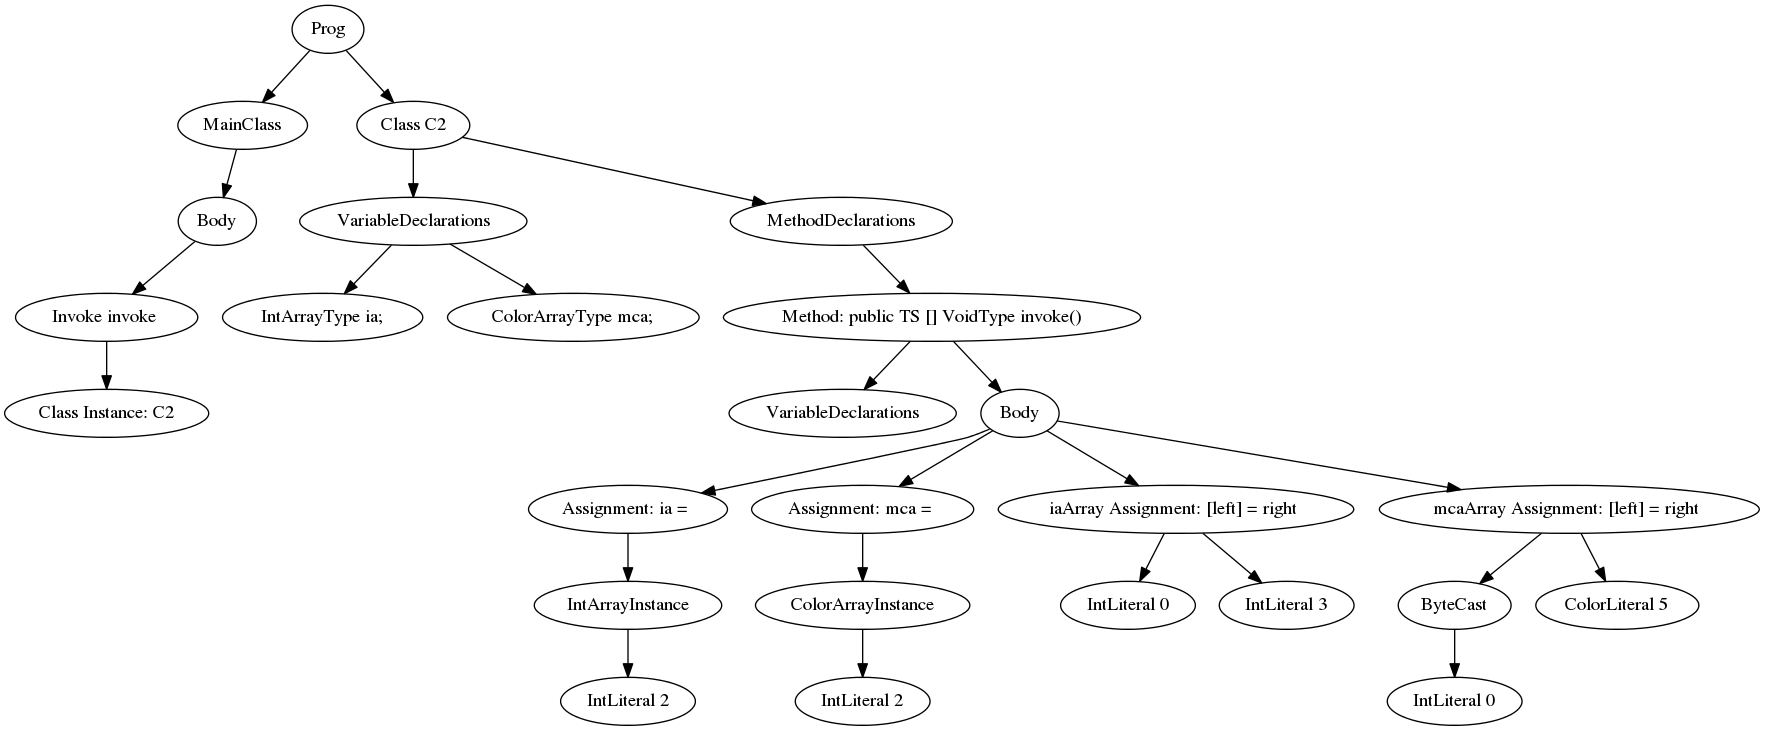 Prog
MainClass
Class C2
Body
VariableDeclarations
MethodDeclarations
Invoke invoke
IntArrayType ia;
ColorArrayType mca;
Method: public TS [] VoidType invoke()
Class Instance: C2
VariableDeclarations
Body
Assignment: ia =
Assignment: mca =
iaArray Assignment: [left] = right
mcaArray Assignment: [left] = right
IntArrayInstance
ColorArrayInstance
IntLiteral 0
IntLiteral 3
ByteCast
ColorLiteral 5
IntLiteral 2
IntLiteral 2
IntLiteral 0